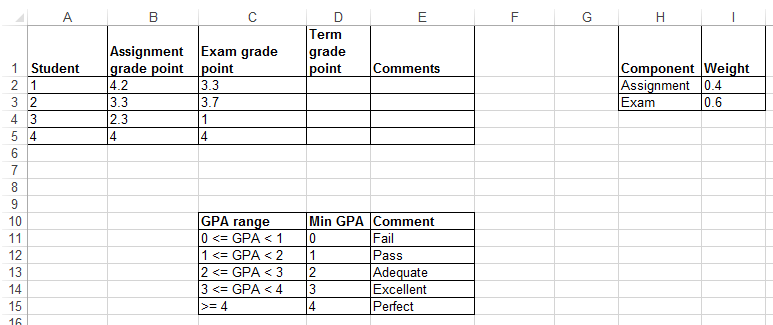 A B C D E F G H I
Term
Assignment Exam grade grade
1 Student grade point point point Comments Component Weight
2 1 4.2 3.3 Assignment 0.4
3 2 3.3 3.7 Exam 0.6
4 3 2.3 1
5 4 4 4
6
7
8
9
10 GPA range Min GPA Comment
11 0 <= GPA < 1 0 Fail
12 1 <= GPA < 2 1 Pass
13 2 <= GPA < 3 2 Adequate
14 3 <= GPA < 4 3 Excellent
15 >= 4 4 Perfect
16